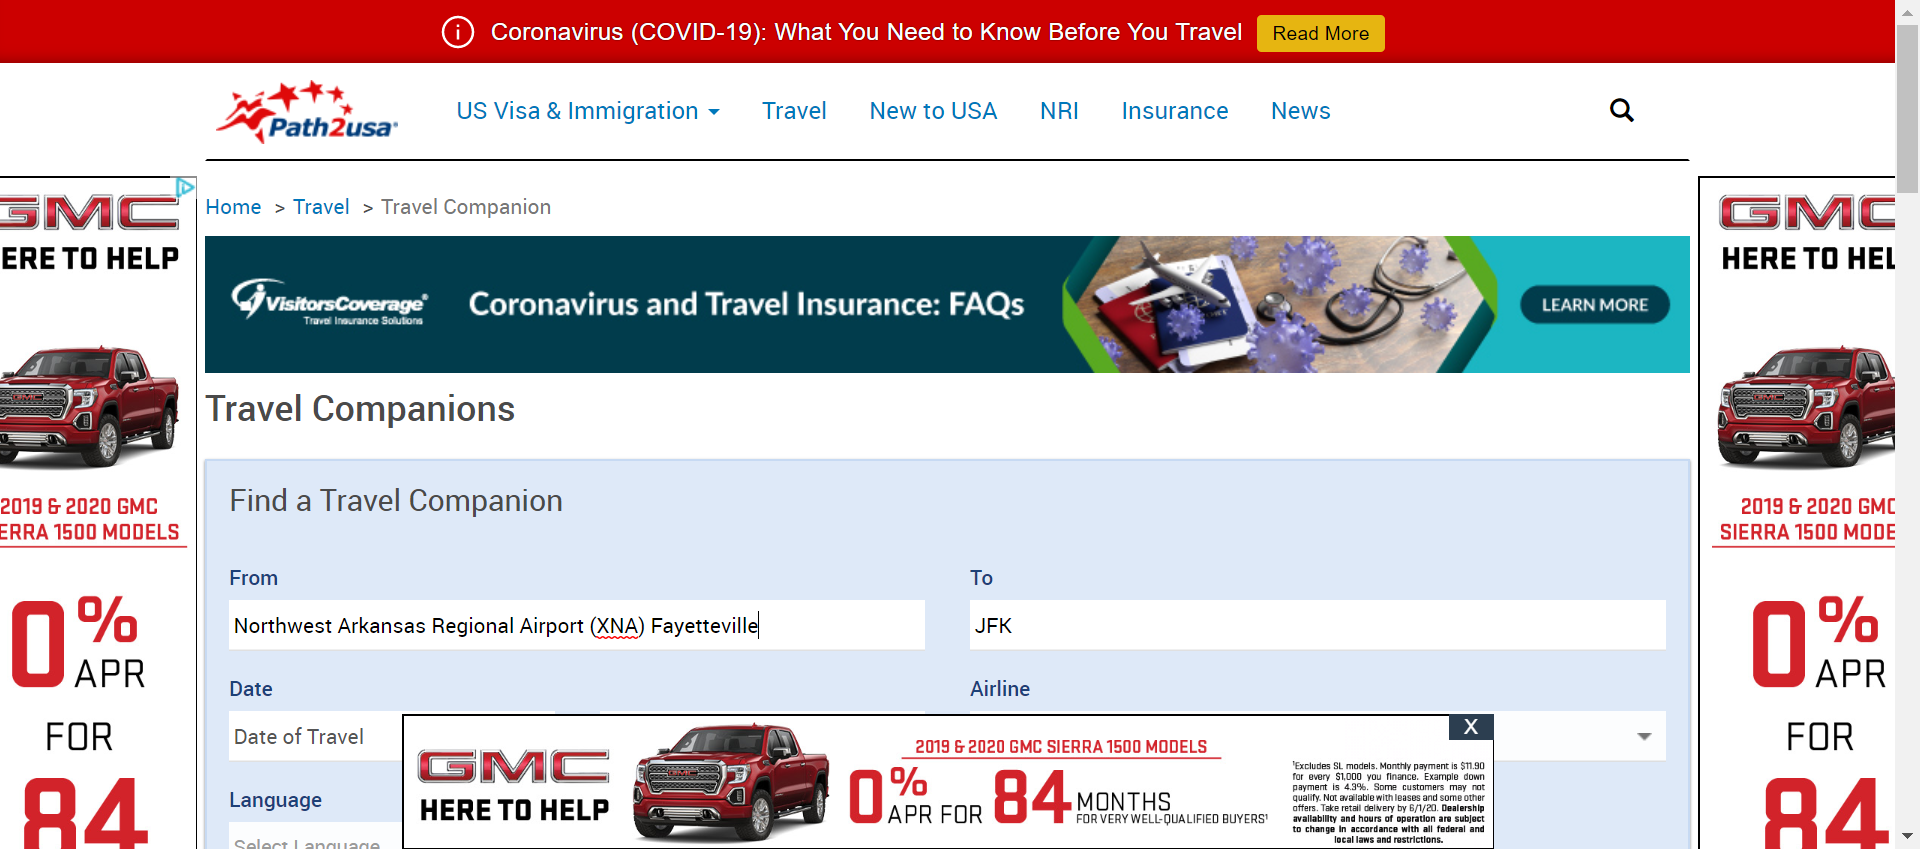 Coronavirus (COVID-19): What You Need to Know Before You Travel Read More
Path2usa
US Visa & Immigration Travel New to USA NRI Insurance News
Home > Travel > Travel Companion
VisitorsCoverage®
Travel Insurance Solutions
Coronavirus and Travel Insurance: FAQs
LEARN MORE
Travel Companions
Find a Travel Companion
From
Northwest Arkansas Regional Airport (XNA) Fayetteville
To
JFK
Date
Date of Travel
Airline
Language
Select Language
GMC
ERE TO HELP
2019 & 2020 GMC
ERRA 1500 MODELS
0%
APR
FOR
84
GMC
HERE TO HEL
2019 & 2020 GMC
SIERRA 1500 MODE
0%
APR
FOR
84
X
GMC
HERE TO HELP
2019 & 2020 GMC SIERRA 1500 MODELS
0% APR FOR 84 MONTHS
FOR VERY WELL-QUALIFIED BUYERS¹
¹Excludes SL models. Monthly payment is $11.90
for every $1,000 you finance. Example down
payment is 4.3%. Some customers may not
qualify. Not available with leases and some other
offers. Take retail delivery by 6/1/20. Dealership
availability and hours of operation are subject
to change in accordance with all federal and
local laws and restrictions.